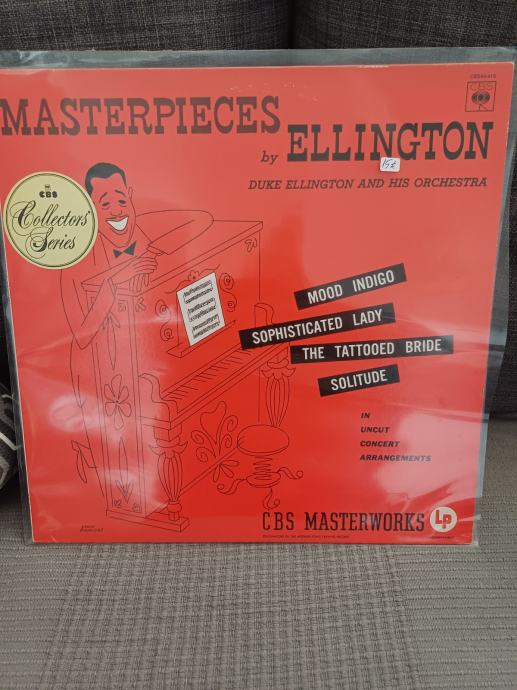 CBS
MASTERPIECES
by ELLINGTON
15€
DUKE ELLINGTON AND HIS ORCHESTRA
CBS
Collectors'
Series
MOOD INDIGO
SOPHISTICATED LADY
THE TATTOOED BRIDE
SOLITUDE
IN
UNCUT
CONCERT
ARRANGEMENTS
CBS MASTERWORKS
LP